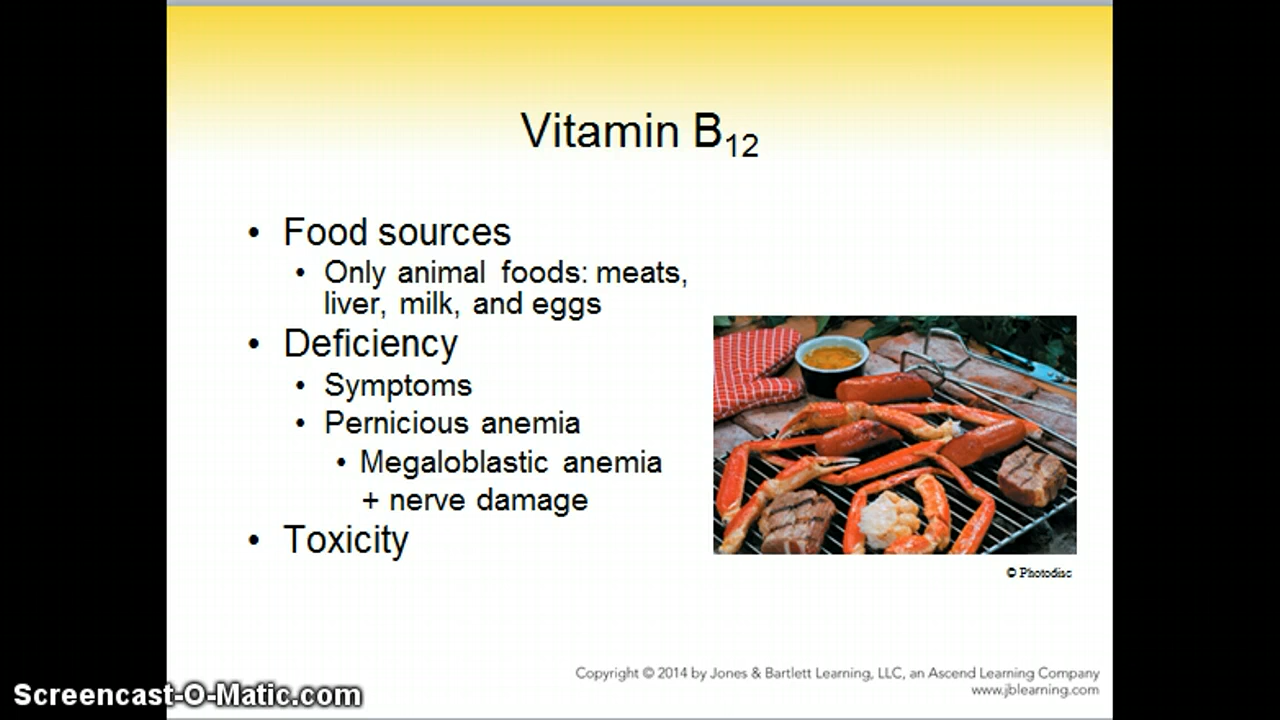 Vitamin B12
• Food sources
• Only animal foods: meats,
liver, milk, and eggs
• Deficiency
• Symptoms
• Pernicious anemia
• Megaloblastic anemia
+ nerve damage
• Toxicity
© Photodisc
Copyright © 2014 by Jones & Bartlett Learning, LLC, an Ascend Learning Company
www.jblearning.com
Screencast-O-Matic.com